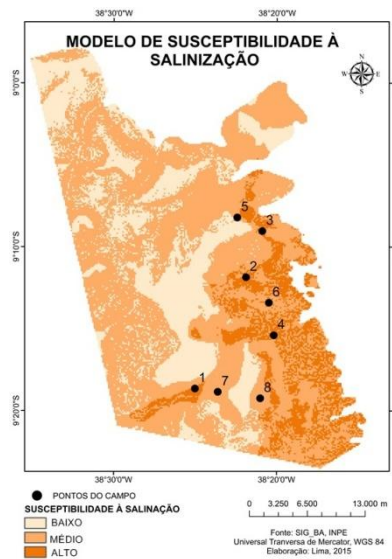 38°30'0"W 38°20'0"W
MODELO DE SUSCEPTIBILIDADE À
SALINIZAÇÃO
N
W E
S
9°0'0"S
5
3
9°10'0"S
2
6
4
1
7
8
9°20'0"S
38°30'0"W 38°20'0"W
PONTOS DO CAMPO
SUSCEPTIBILIDADE À SALINAÇÃO
BAIXO
MÉDIO
ALTO
0 3.250 6.500 13.000 m
Fonte: SIG_BA, INPE
Universal Tranversa de Mercator, WGS 84
Elaboração: Lima, 2015